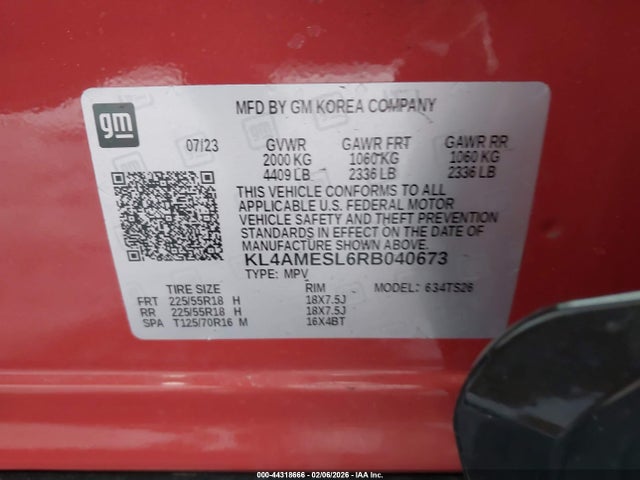 gm
MFD BY GM KOREA COMPANY
07/23 GVWR GAWR FRT GAWR RR
2000 KG 1060 KG 1060 KG
4409 LB 2336 LB 2336 LB
THIS VEHICLE CONFORMS TO ALL
APPLICABLE U.S. FEDERAL MOTOR
VEHICLE SAFETY AND THEFT PREVENTION
STANDARDS IN EFFECT ON THE DATE OF
MANUFACTURE SHOWN ABOVE.
KL4AMESL6RB040673
TYPE: MPV MODEL: 634TS26
TIRE SIZE RIM
FRT 225/55R18 H 18X7.5J
RR 225/55R18 H 18X7.5J
SPA T125/70R16 M 16X4BT
000-44318666 - 02/06/2026 - IAA Inc.